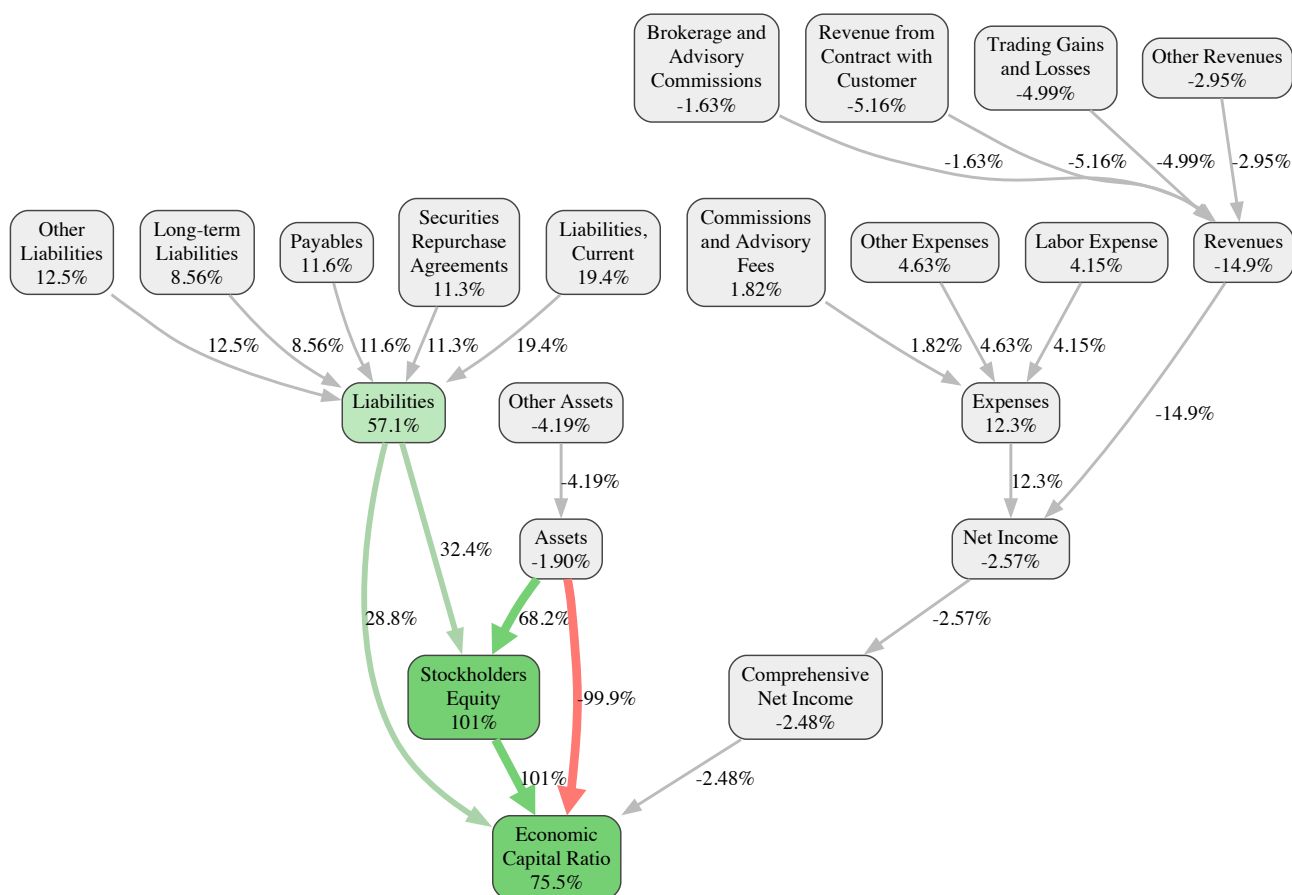 Brokerage and
Advisory
Commissions
-1.63%
Revenue from
Contract with
Customer
-5.16%
Trading Gains
and Losses
-4.99%
Other Revenues
-2.95%
-1.63%
-5.16%
-4.99%
-2.95%
Other
Liabilities
12.5%
Long-term
Liabilities
8.56%
Payables
11.6%
Securities
Repurchase
Agreements
11.3%
Liabilities,
Current
19.4%
Commissions
and Advisory
Fees
1.82%
Other Expenses
4.63%
Labor Expense
4.15%
Revenues
-14.9%
12.5%
8.56%
11.6%
11.3%
19.4%
1.82%
4.63%
4.15%
Liabilities
57.1%
Other Assets
-4.19%
Expenses
12.3%
-14.9%
-4.19%
12.3%
Assets
-1.90%
Net Income
-2.57%
32.4%
28.8%
68.2%
-2.57%
Stockholders
Equity
101%
-99.9%
Comprehensive
Net Income
-2.48%
101%
-2.48%
Economic
Capital Ratio
75.5%